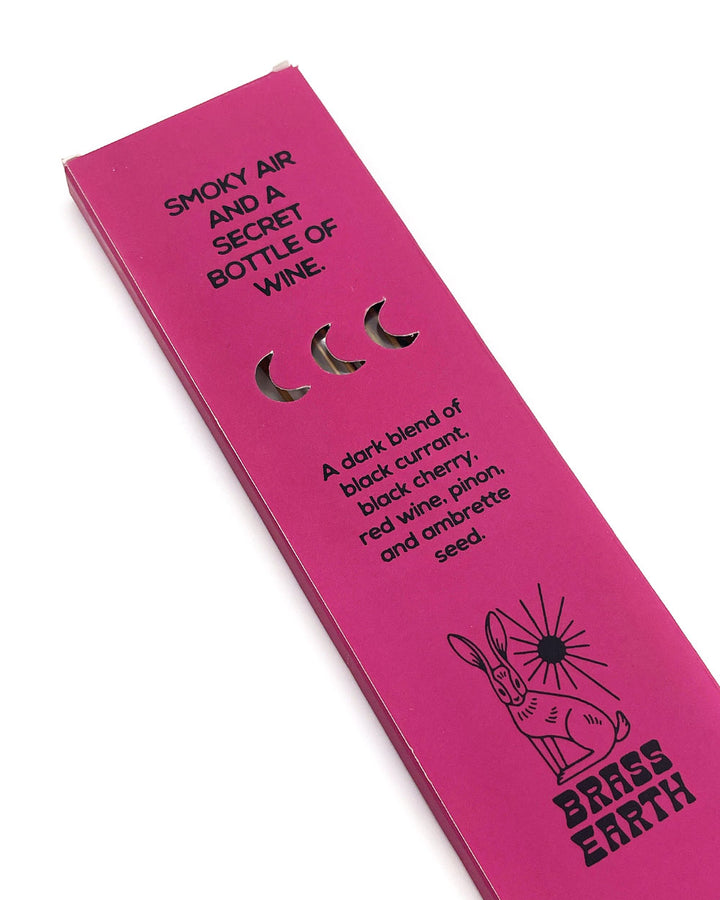 SMOKY AIR
AND A
SECRET
BOTTLE OF
WINE.
A dark blend of
black currant,
black cherry,
red wine, pinon,
and ambrette
seed.
BRASS
EARTH